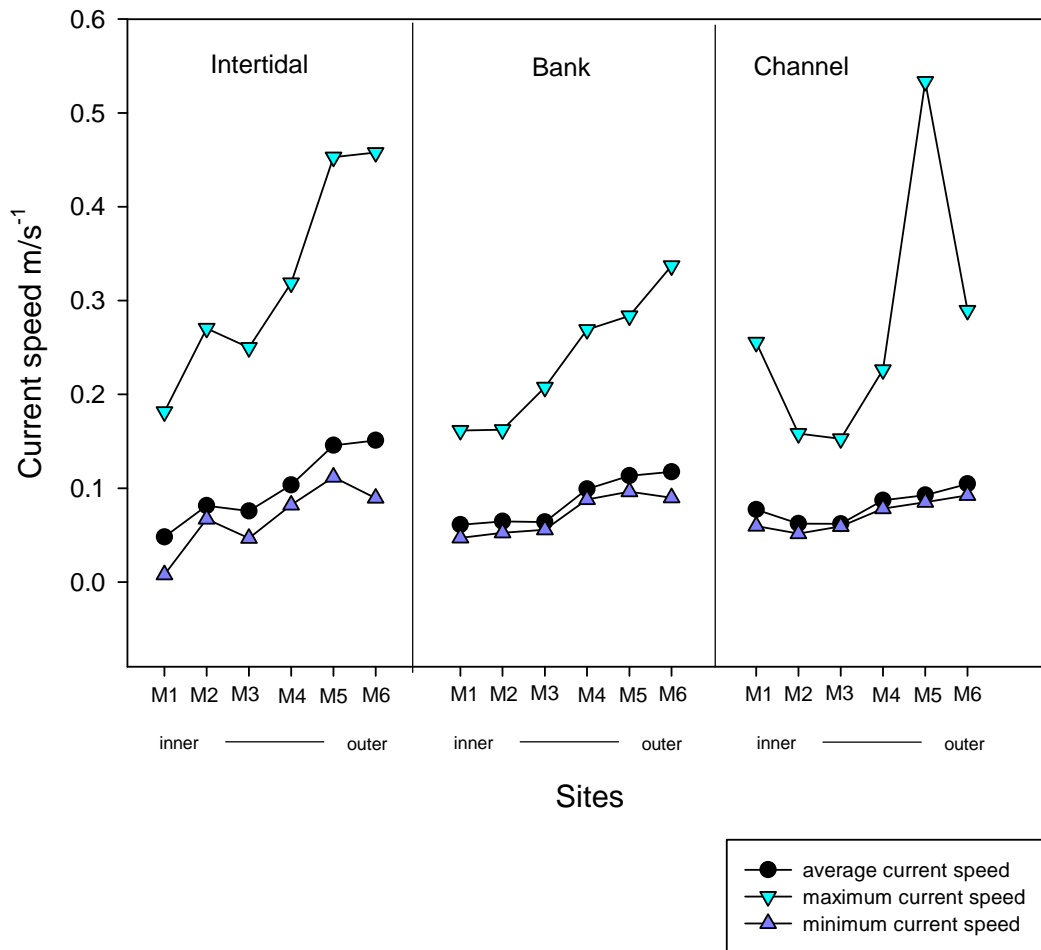 0.6
Intertidal
Bank
Channel
0.5
0.4
0.3
0.2
0.1
0.0
Current speed m/s-1
M1 M2 M3 M4 M5 M6
M1 M2 M3 M4 M5 M6
M1 M2 M3 M4 M5 M6
inner outer
inner outer
inner outer
Sites
average current speed
maximum current speed
minimum current speed